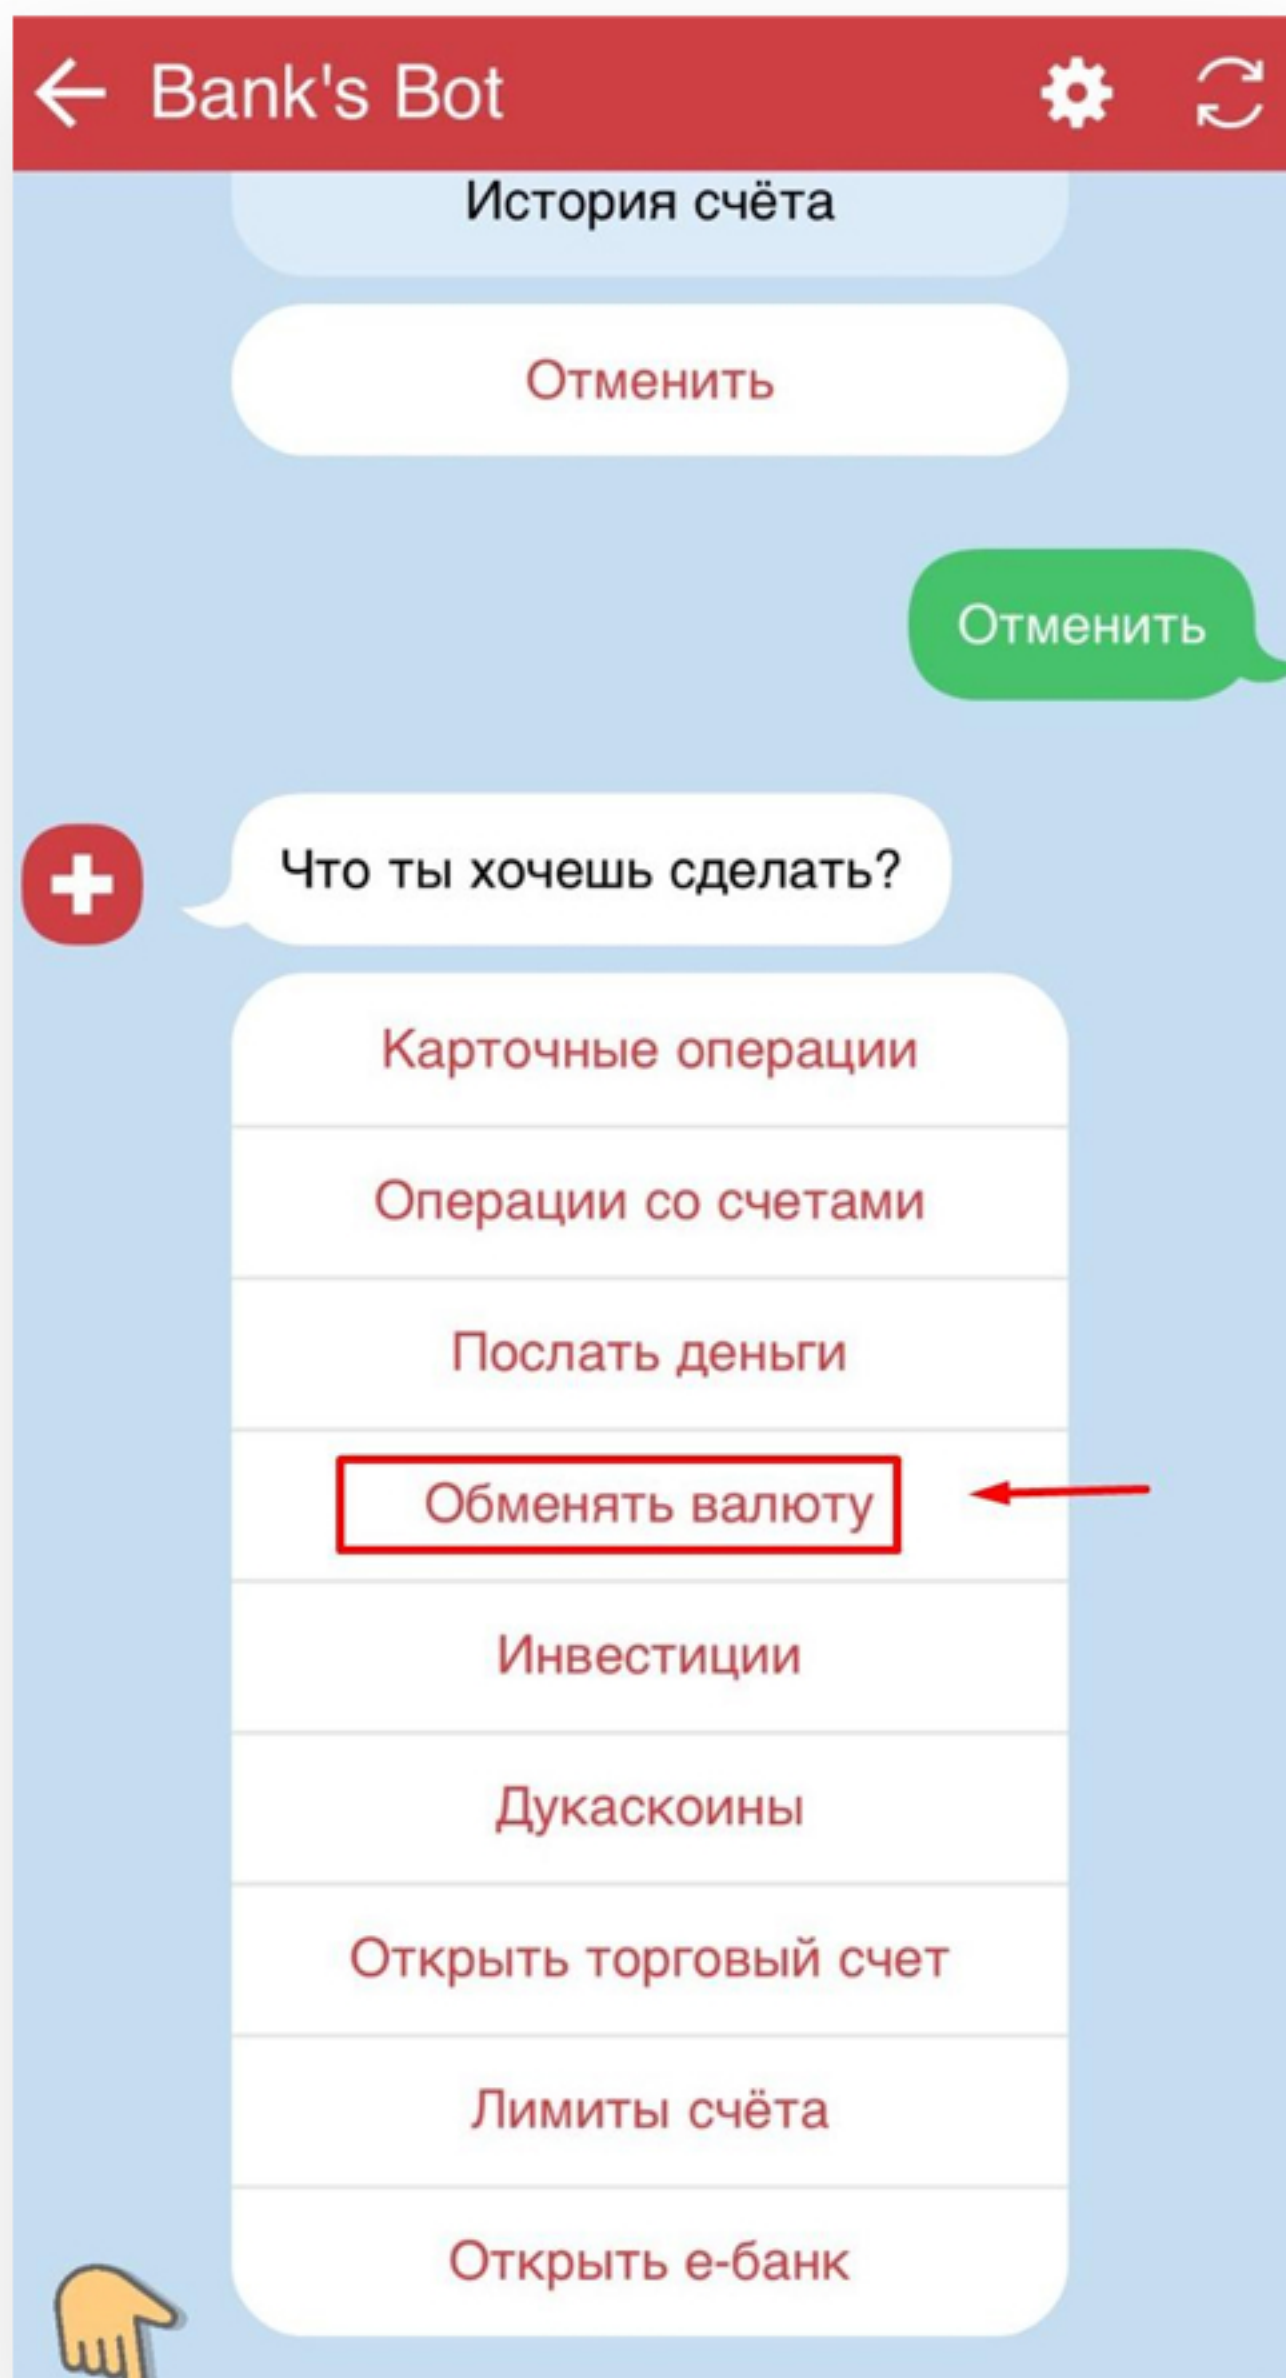 Bank's Bot
История счёта
Отменить
Отменить
Что ты хочешь сделать?
Карточные операции
Операции со счетами
Послать деньги
Обменять валюту
Инвестиции
Дукаскоины
Открыть торговый счет
Лимиты счёта
Открыть е-банк